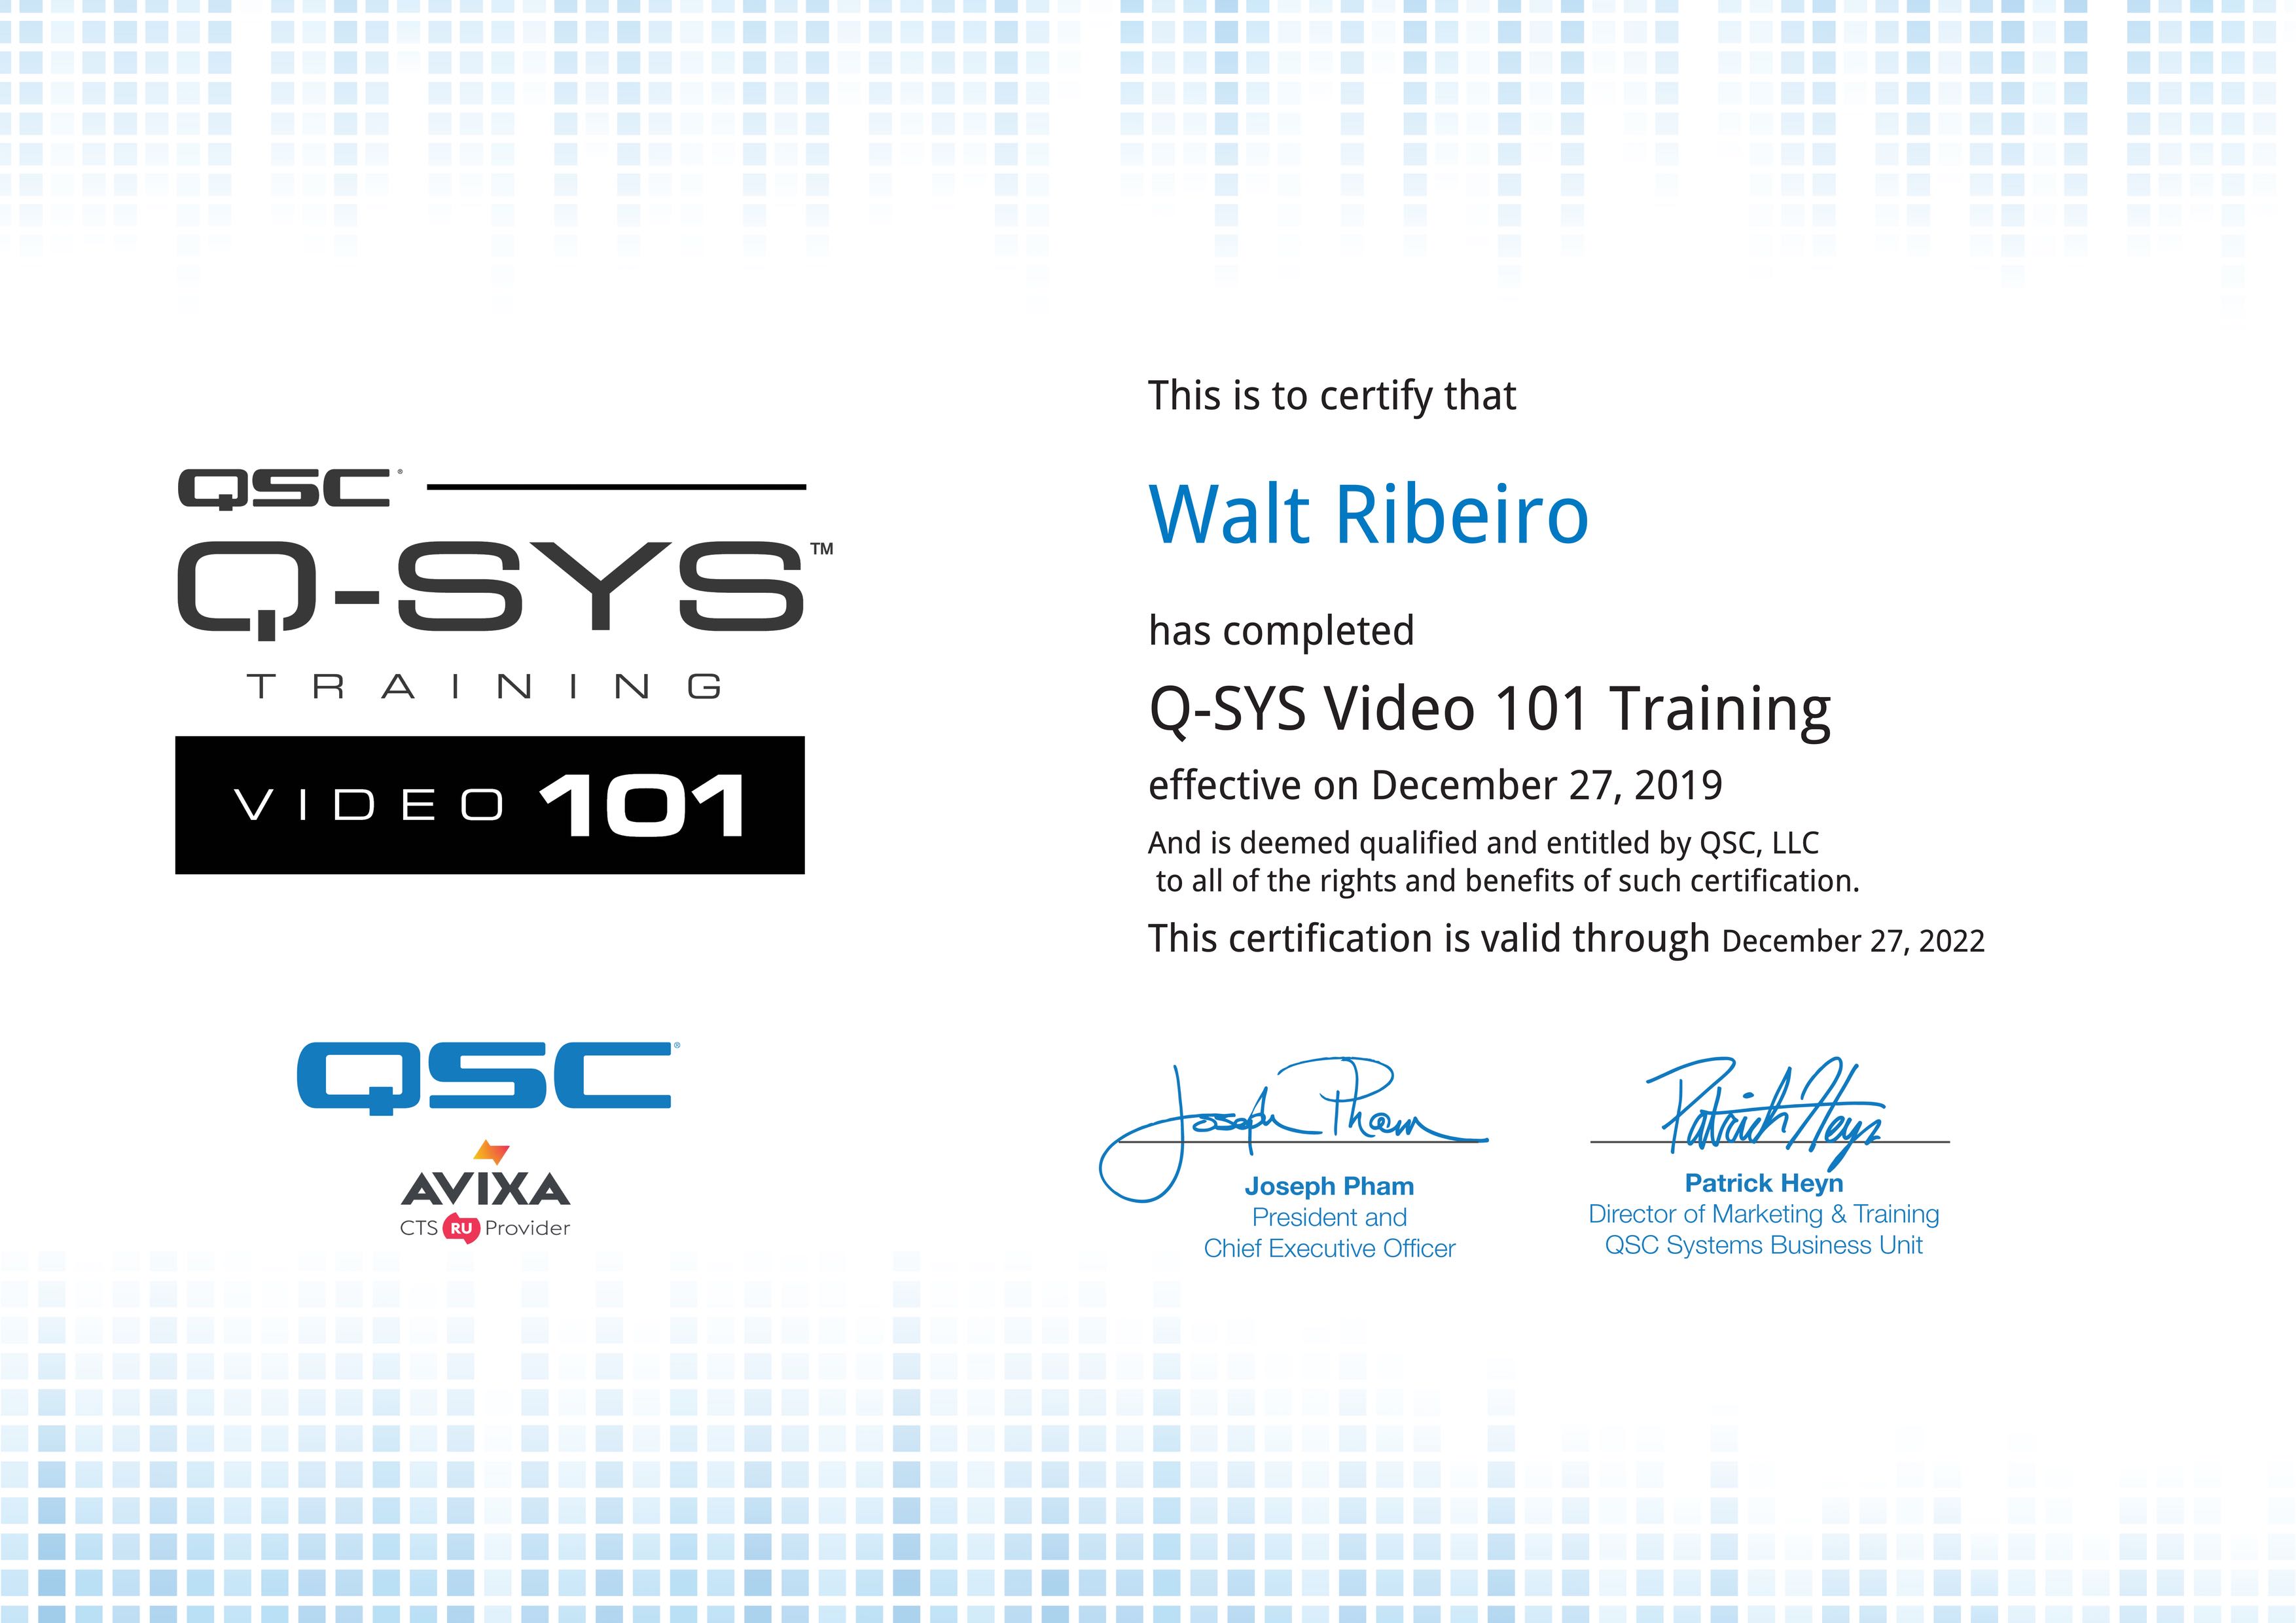 QSC®
Q-SYS™
TRAINING
VIDEO 101
QSC®
AVIXA
CTS RU Provider
This is to certify that
Walt Ribeiro
has completed
Q-SYS Video 101 Training
effective on December 27, 2019
And is deemed qualified and entitled by QSC, LLC
to all of the rights and benefits of such certification.
This certification is valid through December 27, 2022
Joseph Pham
Joseph Pham
President and
Chief Executive Officer
Patrick Heyn
Patrick Heyn
Director of Marketing & Training
QSC Systems Business Unit